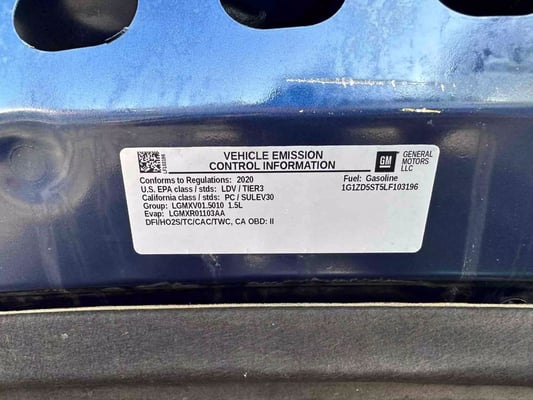 VEHICLE EMISSION
CONTROL INFORMATION
GM
GENERAL
MOTORS
LLC
Conforms to Regulations: 2020
Fuel: Gasoline
U.S. EPA class / stds: LDV / TIER3
1G1ZD5ST5LF103196
California class / stds: PC / SULEV30
Group: LGMXV01.5010 1.5L
Evap: LGMXR01103AA
DFI/HO2S/TC/CAC/TWC, CA OBD: II
LF103196